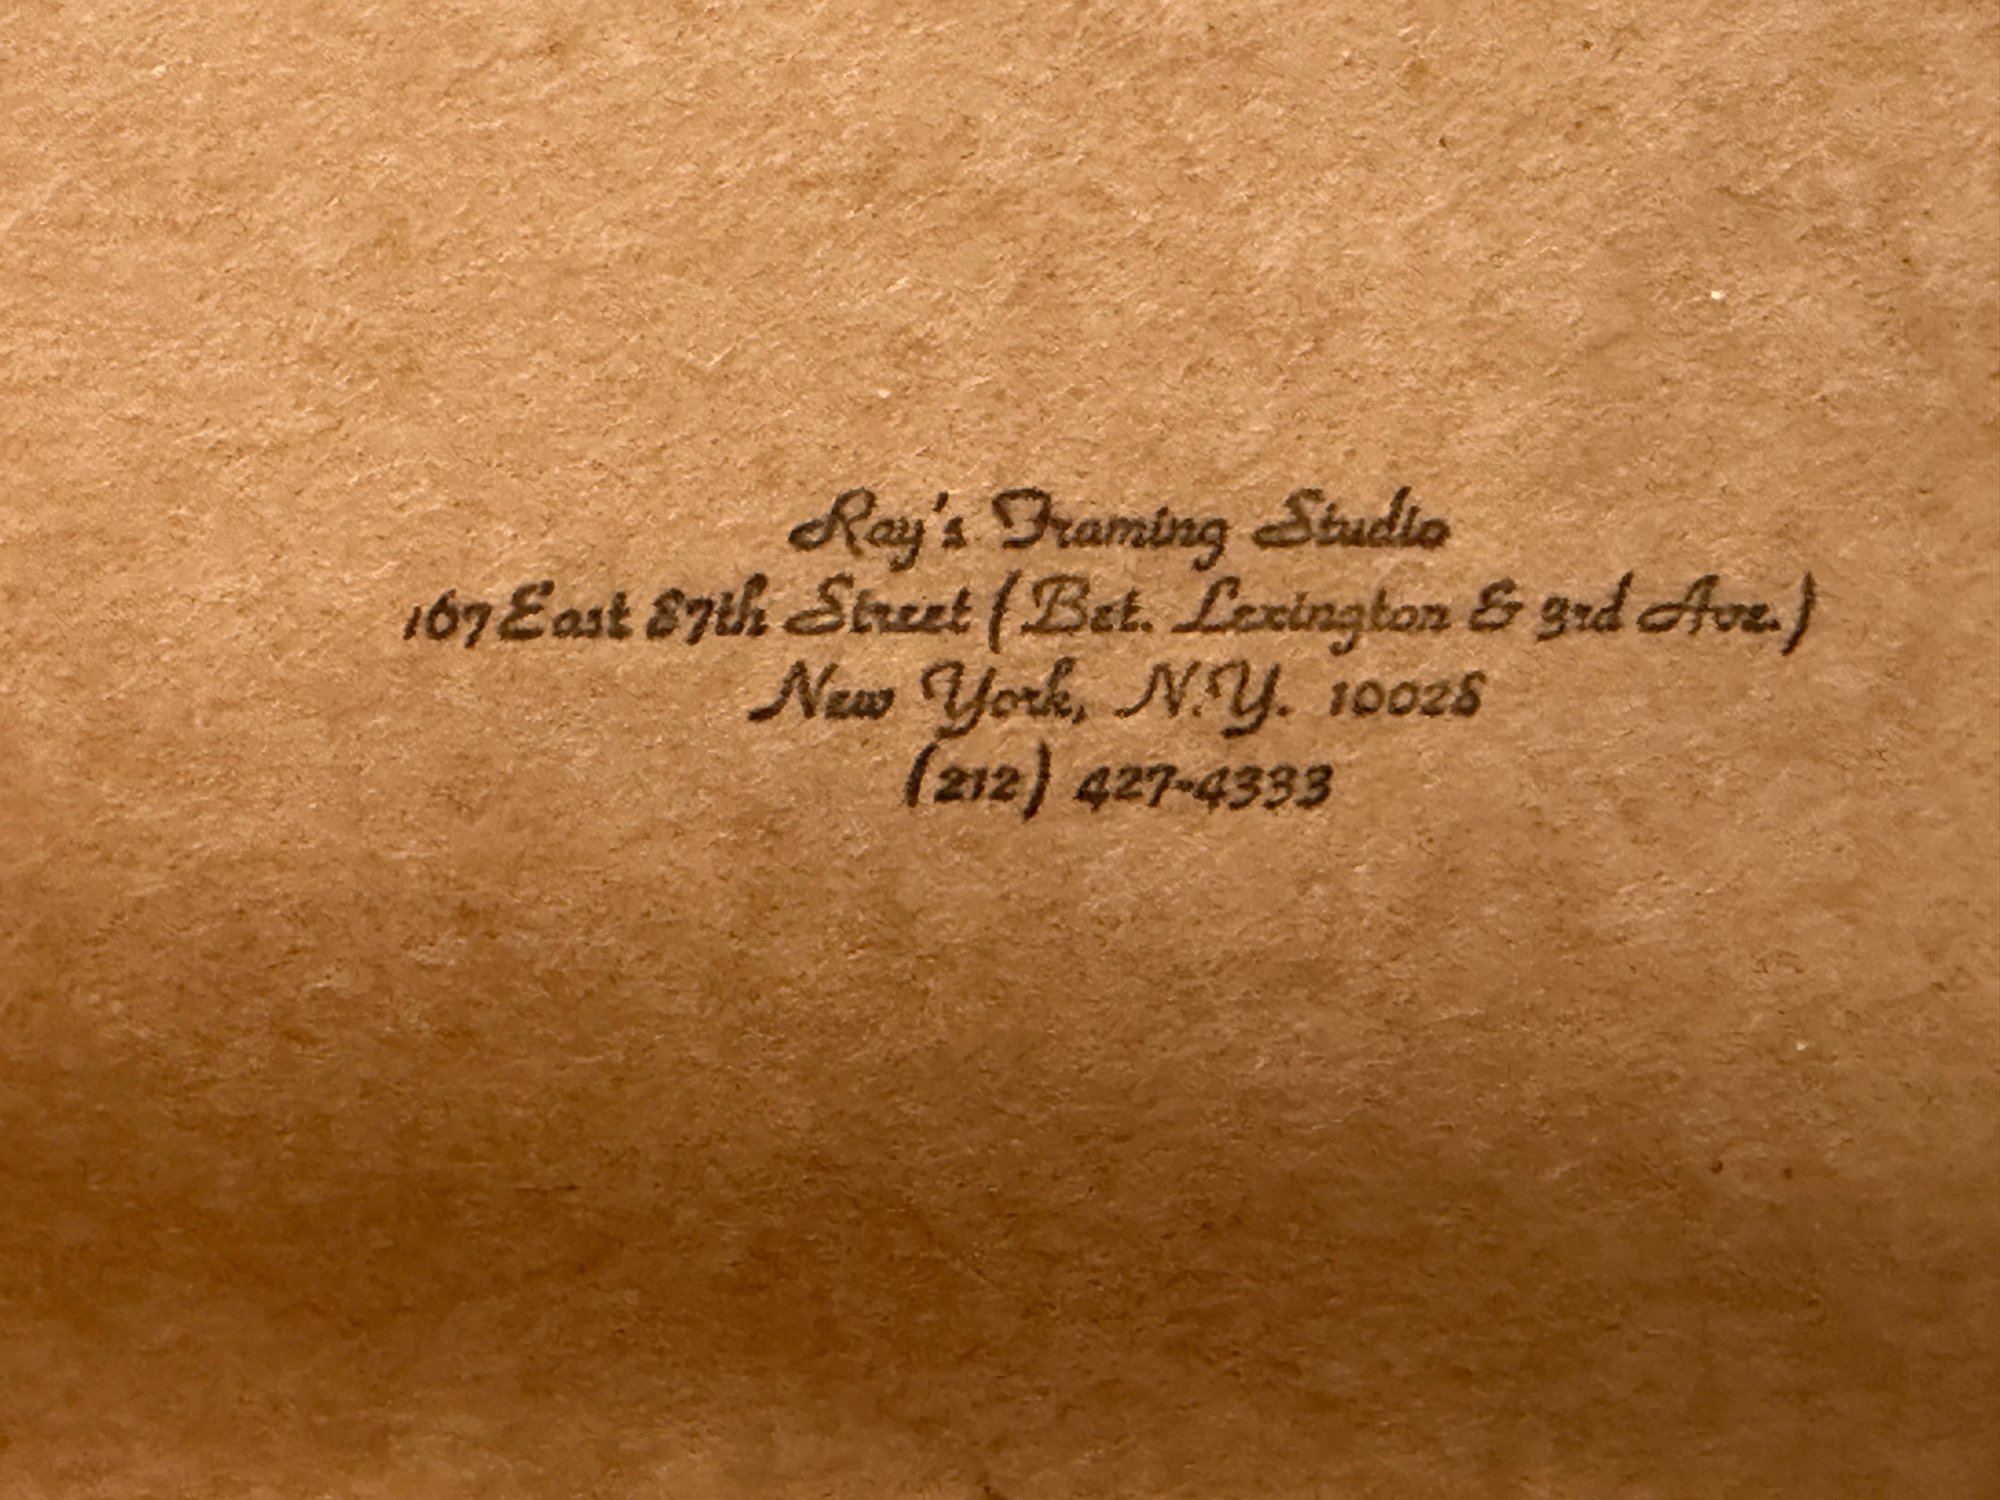 Ray's Framing Studio
167 East 87th Street (Bet. Lexington & 3rd Ave.)
New York, N.Y. 10028
(212) 427-4333